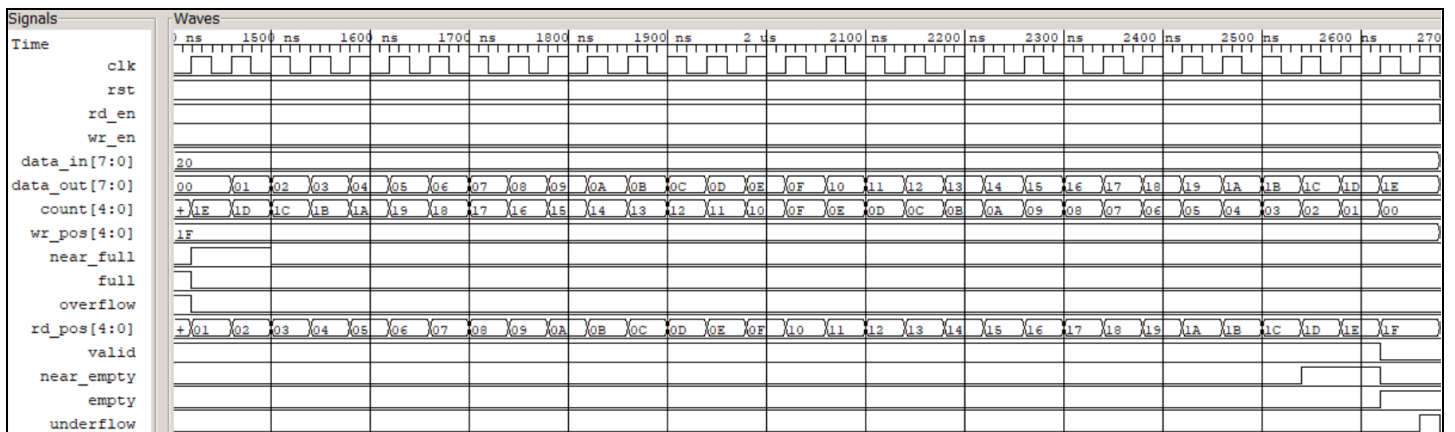 Signals Waves
Time ) ns 1500 ns 1600 ns 1700 ns 1800 ns 1900 ns 2 us 2100 ns 2200 ns 2300 ns 2400 ns 2500 ns 2600 ns 270
clk
rst
rd_en
wr_en
data_in[7:0] 20
data_out[7:0] 00 01 02 03 04 05 06 07 08 09 0A 0B 0C 0D 0E 0F 10 11 12 13 14 15 16 17 18 19 1A 1B 1C 1D 1E
count[4:0] + 1E 1D 1C 1B 1A 19 18 17 16 15 14 13 12 11 10 0F 0E 0D 0C 0B 0A 09 08 07 06 05 04 03 02 01 00
wr_pos[4:0] 1F
near_full
full
overflow
rd_pos[4:0] + 01 02 03 04 05 06 07 08 09 0A 0B 0C 0D 0E 0F 10 11 12 13 14 15 16 17 18 19 1A 1B 1C 1D 1E 1F
valid
near_empty
empty
underflow